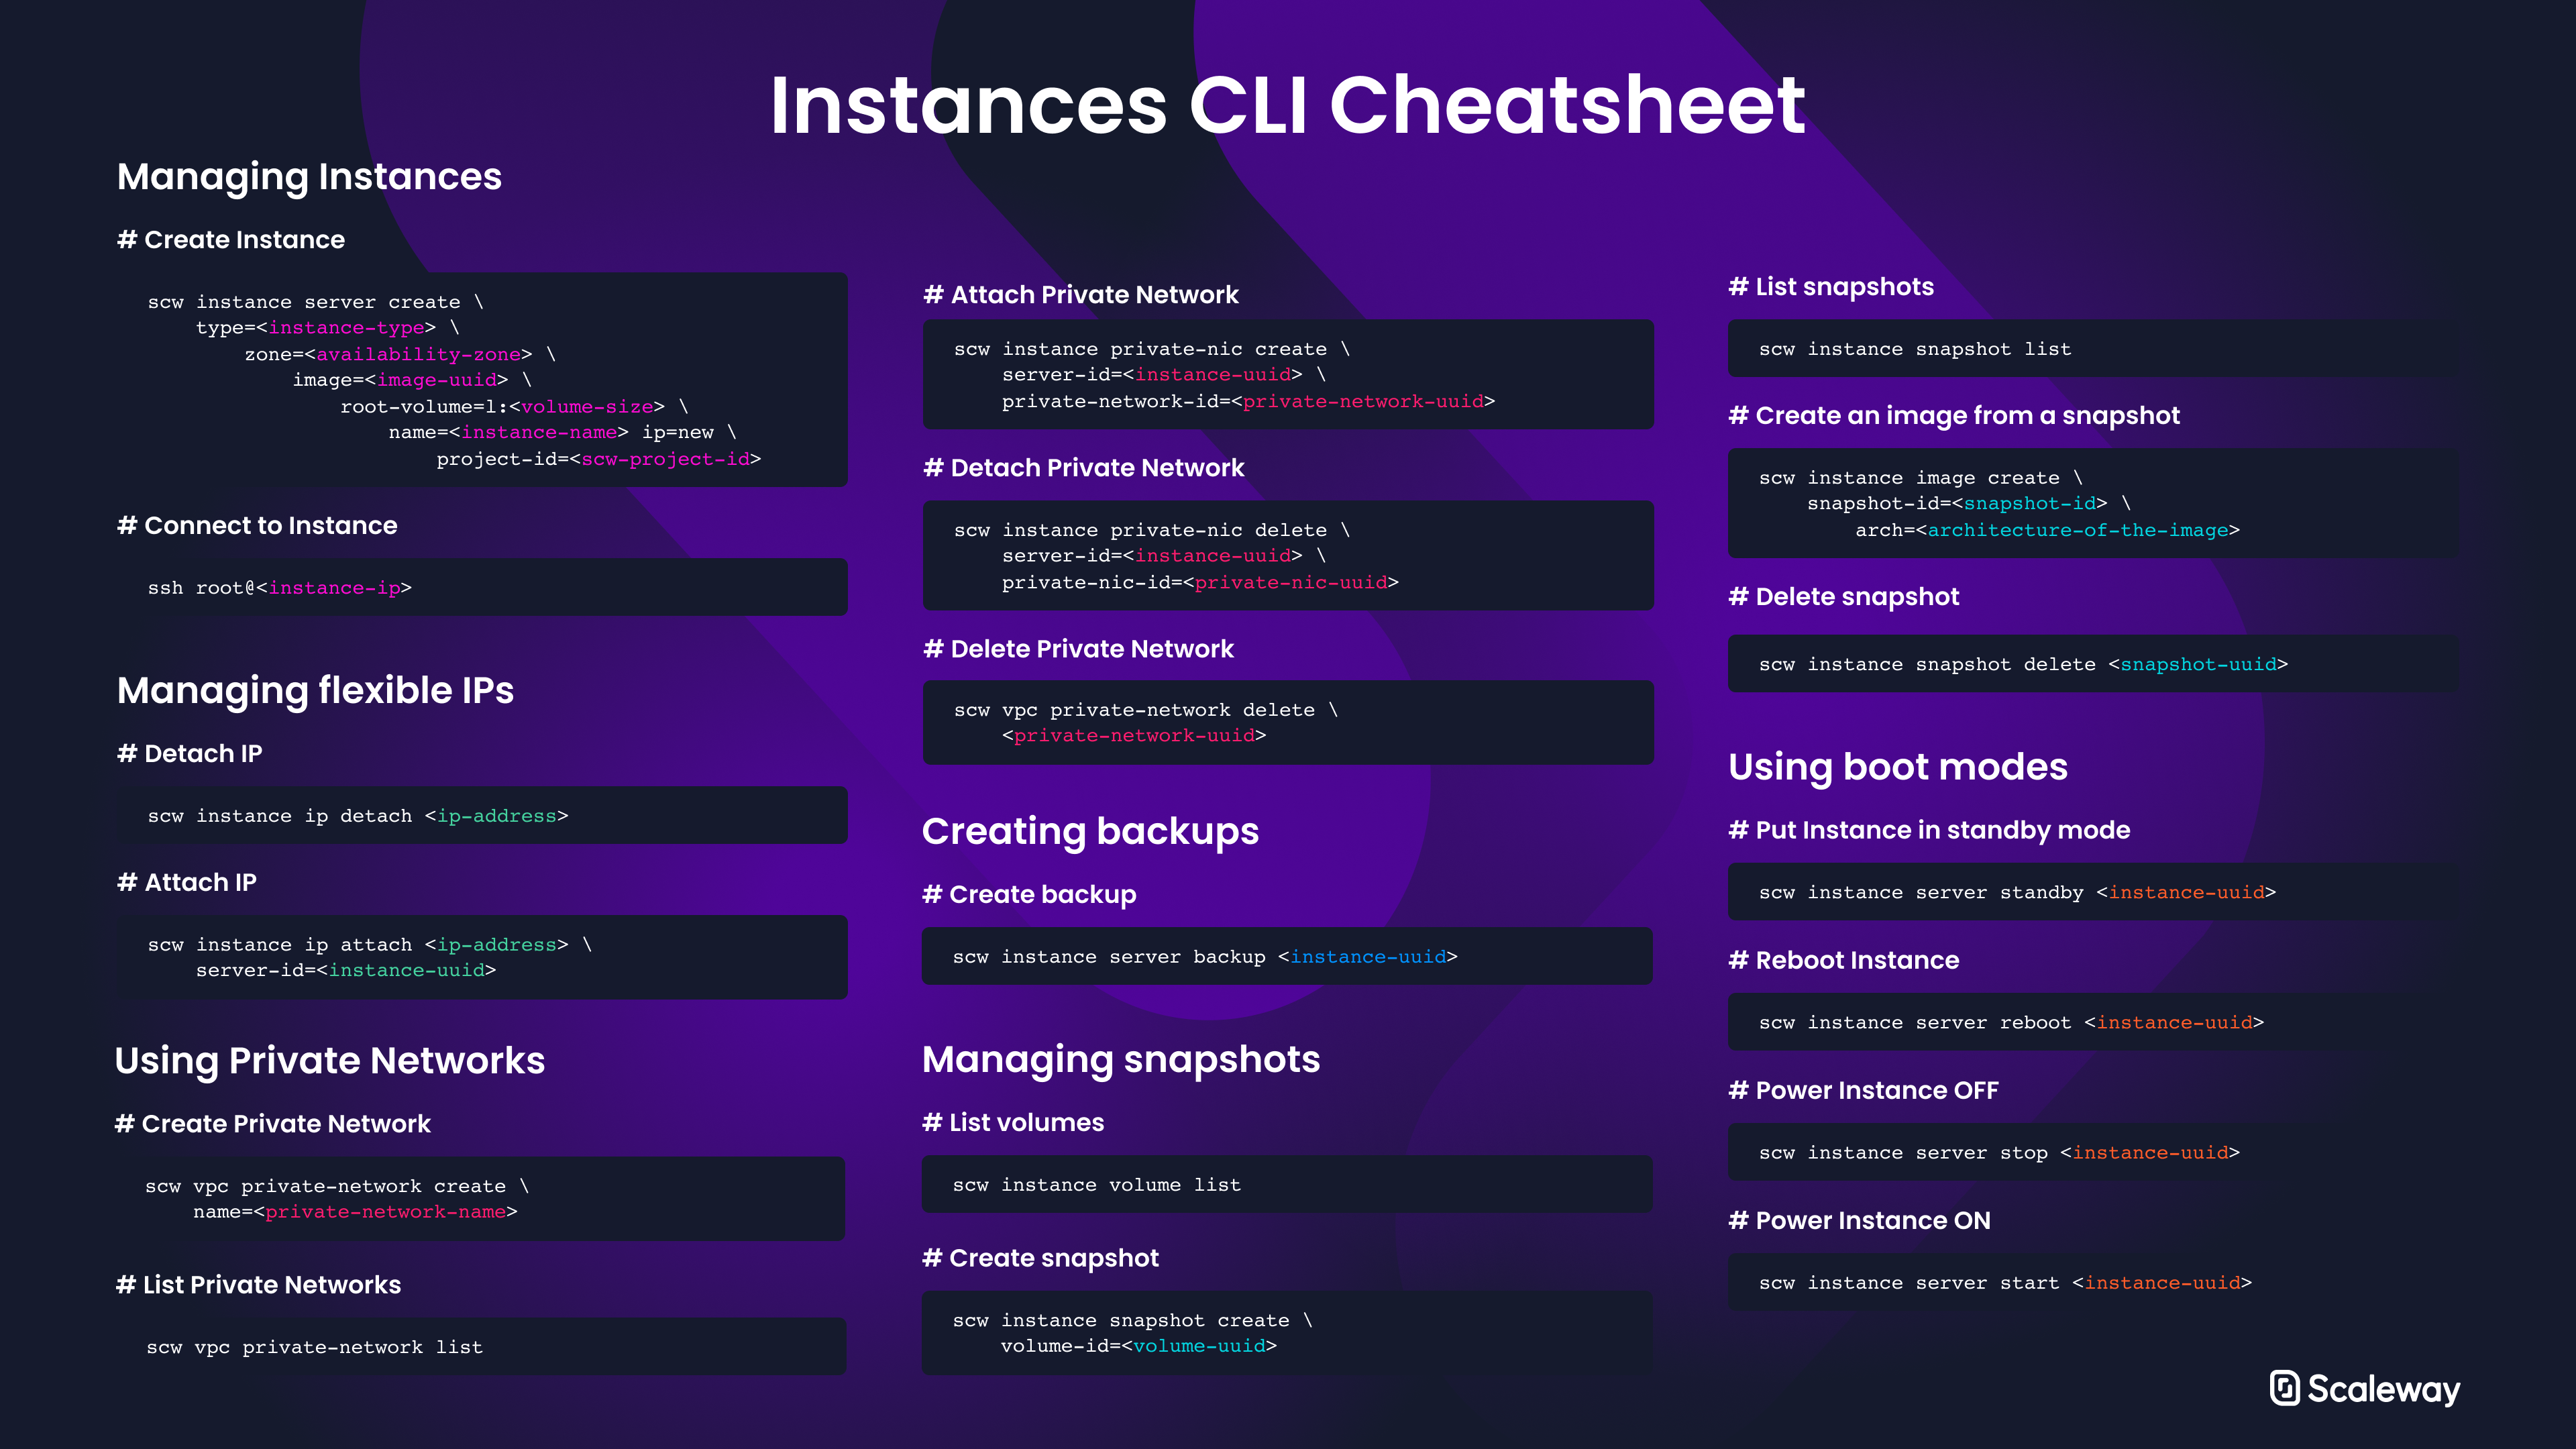 Instances CLI Cheatsheet
Managing Instances
# Create Instance
scw instance server create \
type=<instance-type> \
zone=<availability-zone> \
image=<image-uuid> \
root-volume=l:<volume-size> \
name=<instance-name> ip=new \
project-id=<scw-project-id>
# Connect to Instance
ssh root@<instance-ip>
Managing flexible IPs
# Detach IP
scw instance ip detach <ip-address>
# Attach IP
scw instance ip attach <ip-address> \
server-id=<instance-uuid>
Using Private Networks
# Create Private Network
scw vpc private-network create \
name=<private-network-name>
# List Private Networks
scw vpc private-network list
# Attach Private Network
scw instance private-nic create \
server-id=<instance-uuid> \
private-network-id=<private-network-uuid>
# Detach Private Network
scw instance private-nic delete \
server-id=<instance-uuid> \
private-nic-id=<private-nic-uuid>
# Delete Private Network
scw vpc private-network delete \
<private-network-uuid>
Creating backups
# Create backup
scw instance server backup <instance-uuid>
Managing snapshots
# List volumes
scw instance volume list
# Create snapshot
scw instance snapshot create \
volume-id=<volume-uuid>
# List snapshots
scw instance snapshot list
# Create an image from a snapshot
scw instance image create \
snapshot-id=<snapshot-id> \
arch=<architecture-of-the-image>
# Delete snapshot
scw instance snapshot delete <snapshot-uuid>
Using boot modes
# Put Instance in standby mode
scw instance server standby <instance-uuid>
# Reboot Instance
scw instance server reboot <instance-uuid>
# Power Instance OFF
scw instance server stop <instance-uuid>
# Power Instance ON
scw instance server start <instance-uuid>
Scaleway